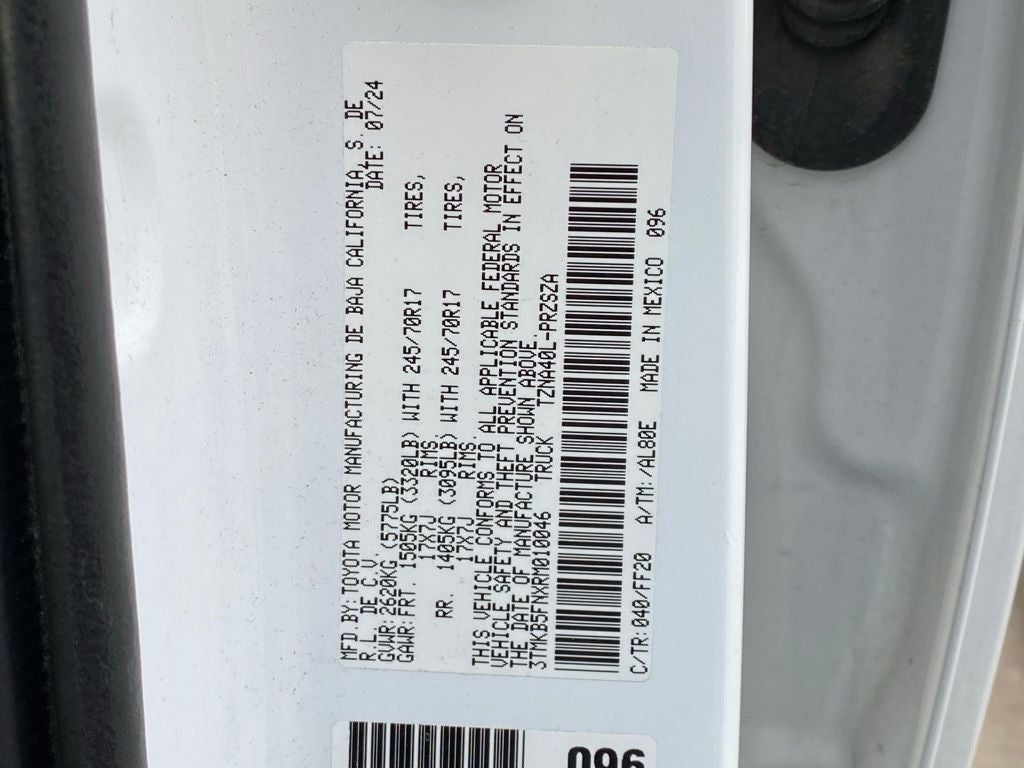 MFD BY: TOYOTA MOTOR MANUFACTURING DE BAJA CALIFORNIA, S. DE
R. L. DE C. V. DATE: 07/24
GVWR: 2620KG (5775LB)
GAWR: FRT. 1505KG (3320LB) WITH 245/70R17 TIRES,
17X7J RIMS
RR. 1405KG (3095LB) WITH 245/70R17 TIRES,
17X7J RIMS.
THIS VEHICLE CONFORMS TO ALL APPLICABLE FEDERAL MOTOR
VEHICLE SAFETY AND THEFT PREVENTION STANDARDS IN EFFECT ON
THE DATE OF MANUFACTURE SHOWN ABOVE.
3TMKB5FNXRM010046 TRUCK TZNA40L-PRZSZA
C/TR: 040/FF20 A/TM: /AL80E MADE IN MEXICO 096
096